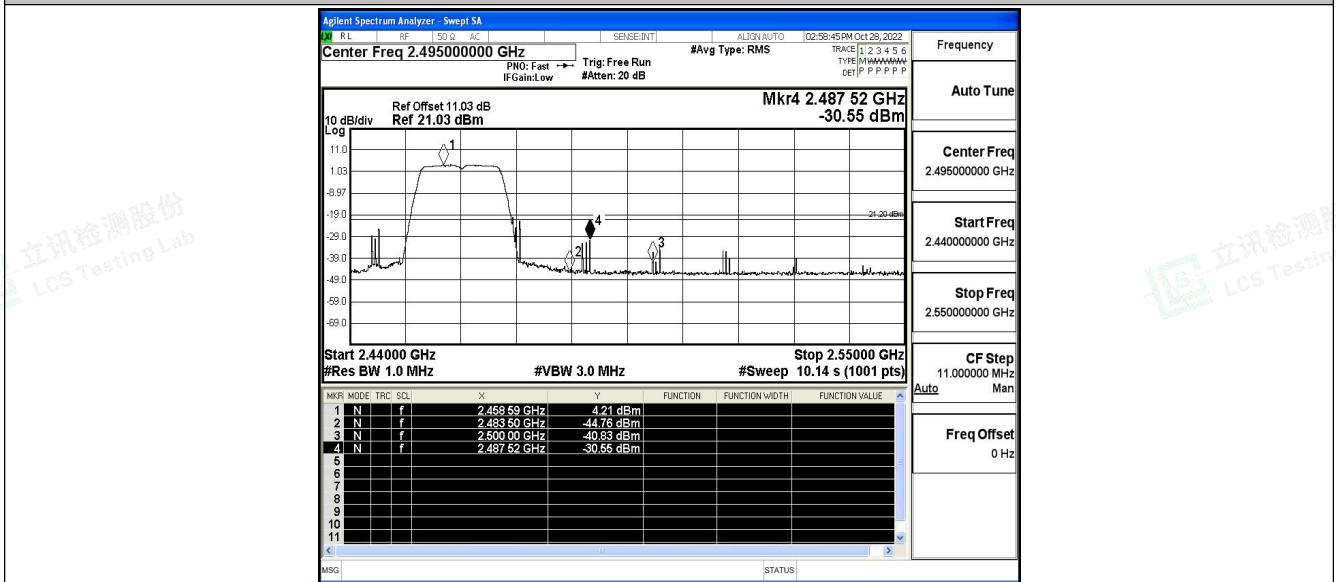 Agilent Spectrum Analyzer - Swept SA
LXI RL RF 50 Ω AC SENSE:INT ALIGN AUTO 02:58:45 PM Oct 28, 2022
Center Freq 2.495000000 GHz
#Avg Type: RMS
TRACE 1 2 3 4 5 6
TYPE M WWWWW
DET P P P P P P
PNO: Fast
IFGain:Low
Trig: Free Run
#Atten: 20 dB
Mkr4 2.487 52 GHz
-30.55 dBm
Ref Offset 11.03 dB
10 dB/div Ref 21.03 dBm
Log
11.0
1.03
-8.97
-19.0
-29.0
-39.0
-49.0
-59.0
-69.0
1
4
2
3
-21.20 dBm
Start 2.44000 GHz Stop 2.55000 GHz
#Res BW 1.0 MHz #VBW 3.0 MHz #Sweep 10.14 s (1001 pts)
MKR MODE TRC SCL X Y FUNCTION FUNCTION WIDTH FUNCTION VALUE
1 N f 2.458 59 GHz 4.21 dBm
2 N f 2.483 50 GHz -44.76 dBm
3 N f 2.500 00 GHz -40.83 dBm
4 N f 2.487 52 GHz -30.55 dBm
5
6
7
8
9
10
11
MSG STATUS
Frequency
Auto Tune
Center Freq
2.495000000 GHz
Start Freq
2.440000000 GHz
Stop Freq
2.550000000 GHz
CF Step
11.000000 MHz
Auto Man
Freq Offset
0 Hz
立讯检测股份
LCS Testing Lab
LCS
立讯检测股
LCS Testin